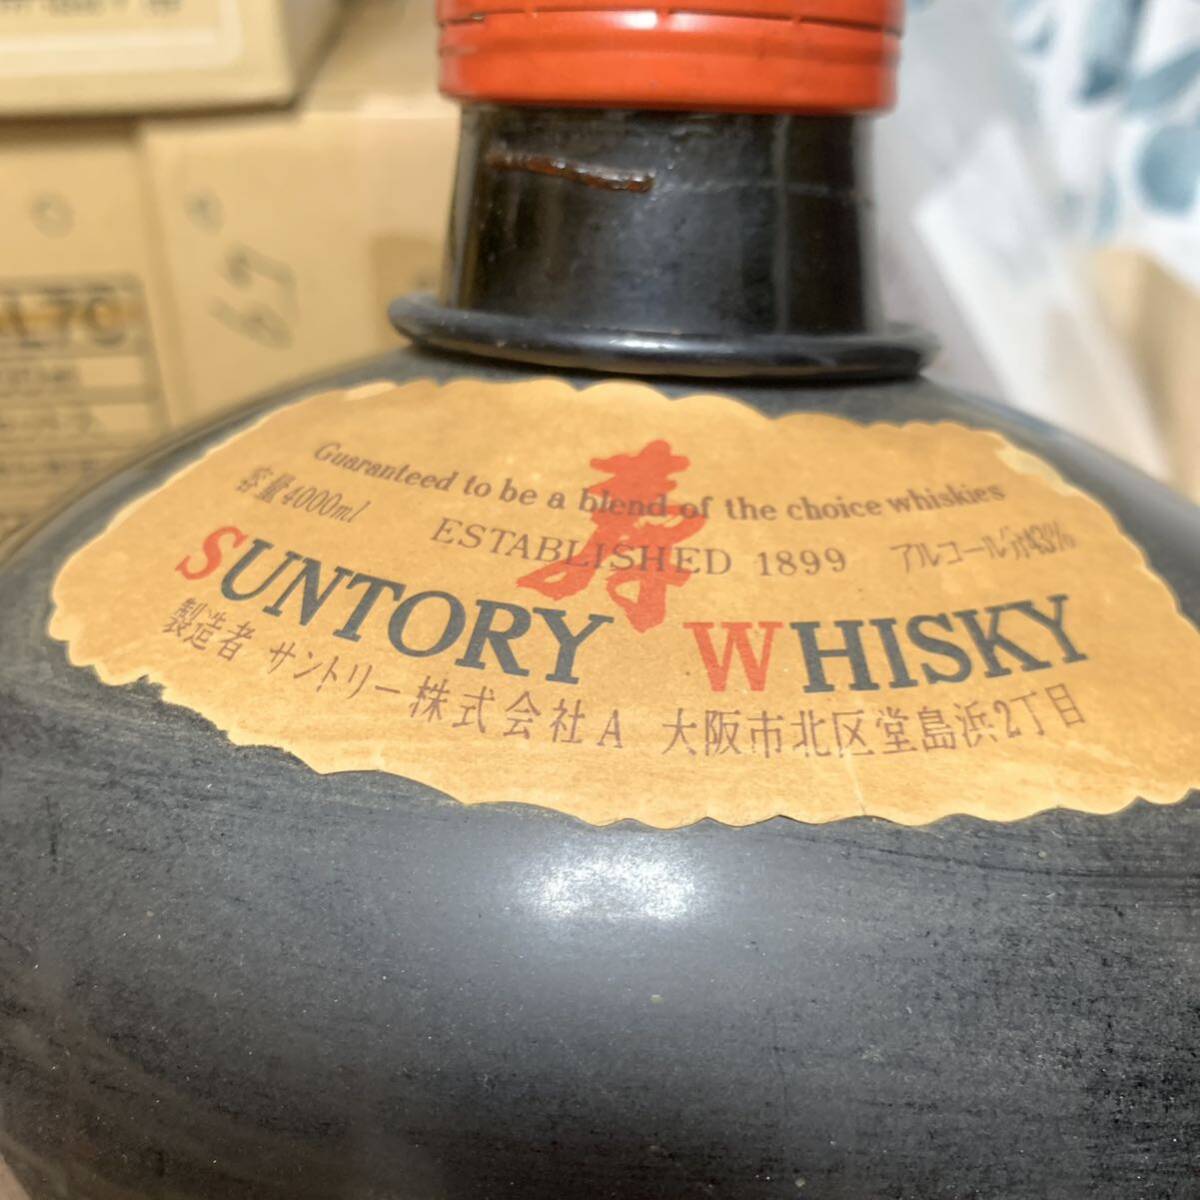 寿
Guaranteed to be a blend of the choice whiskies
容量4000ml
ESTABLISHED 1899
アルコール分43%
SUNTORY WHISKY
製造者 サントリー株式会社A 大阪市北区堂島浜2丁目